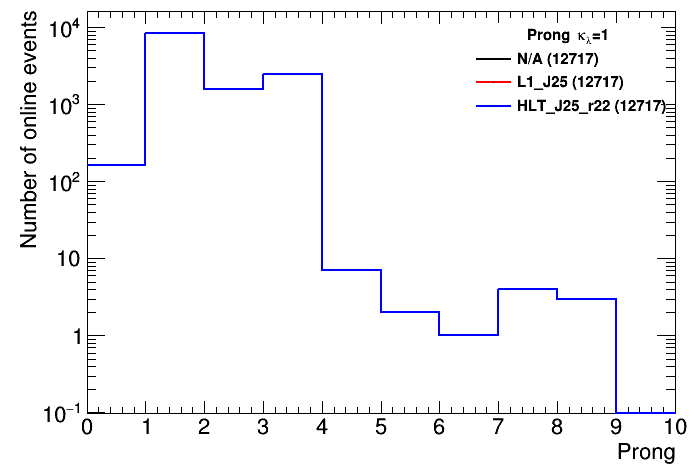 Number of online events
10⁴
10³
10²
10
1
10⁻¹
Prong κλ=1
N/A (12717)
L1_J25 (12717)
HLT_J25_r22 (12717)
0 1 2 3 4 5 6 7 8 9 10
Prong